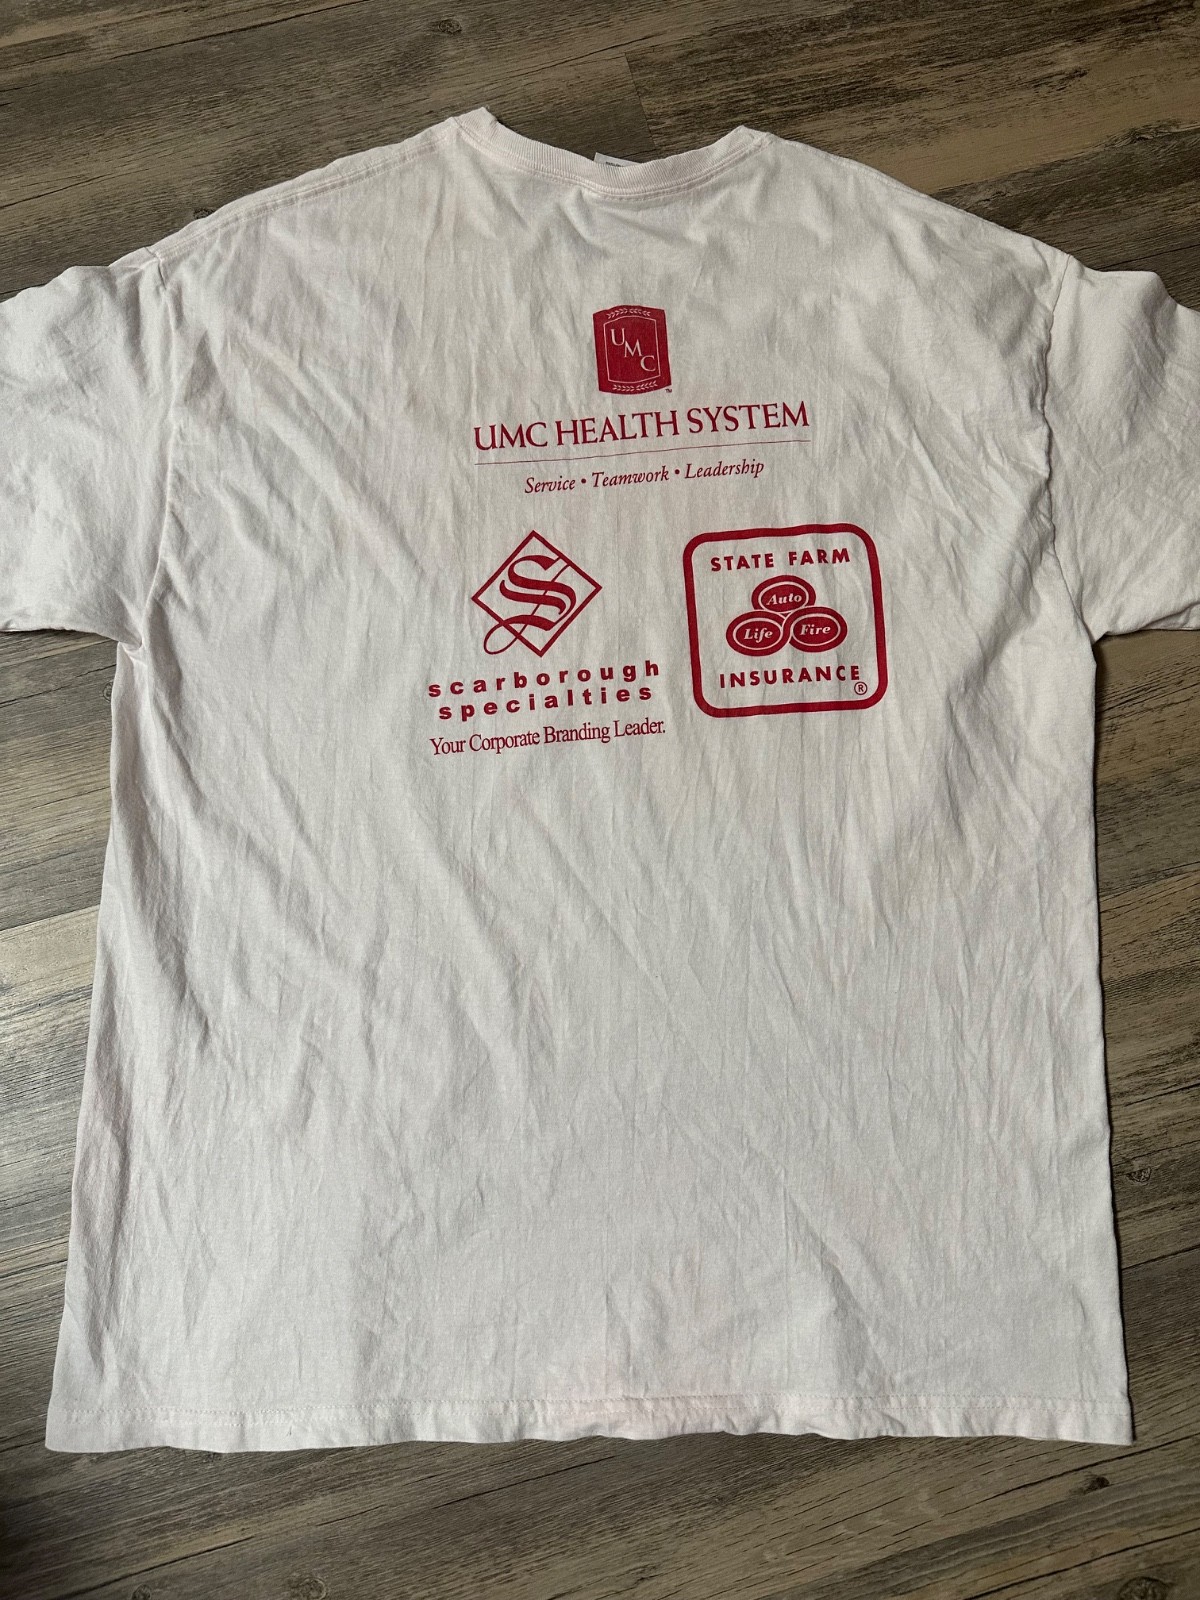 UMC
™
UMC HEALTH SYSTEM
Service • Teamwork • Leadership
S
scarborough
specialties
Your Corporate Branding Leader.
STATE FARM
Auto
Life Fire
INSURANCE
®